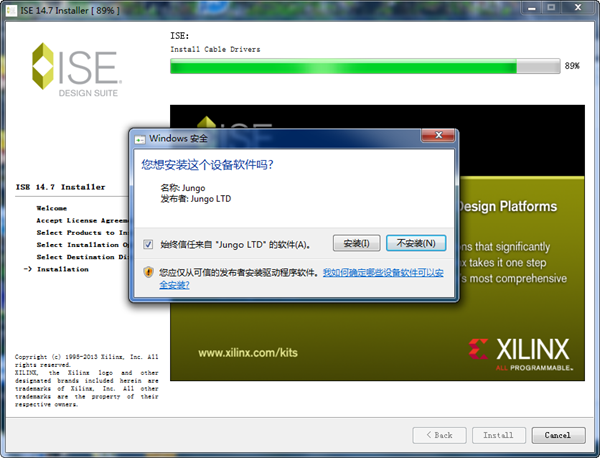 ISE 14.7 Installer [ 89% ]
ISE:
Install Cable Drivers
89%
ISE
DESIGN SUITE
ISE
Windows 安全
您想安装这个设备软件吗?
名称: Jungo
发布者: Jungo LTD
始终信任来自 "Jungo LTD" 的软件(A)。
安装(I)
不安装(N)
您应仅从可信的发布者安装驱动程序软件。我如何确定哪些设备软件可以安
全安装?
ISE 14.7 Installer
Welcome
Accept License Agreeme
Select Products to In
Select Installation Op
Select Destination Di
-> Installation
Design Platforms
ns that significantly
x takes it one step
s most comprehensive
www.xilinx.com/kits
XILINX
ALL PROGRAMMABLE.
Copyright (c) 1995-2013 Xilinx, Inc. All
rights reserved.
XILINX, the Xilinx logo and other
designated brands included herein are
trademarks of Xilinx, Inc. All other
trademarks are the property of their
respective owners.
< Back
Install
Cancel